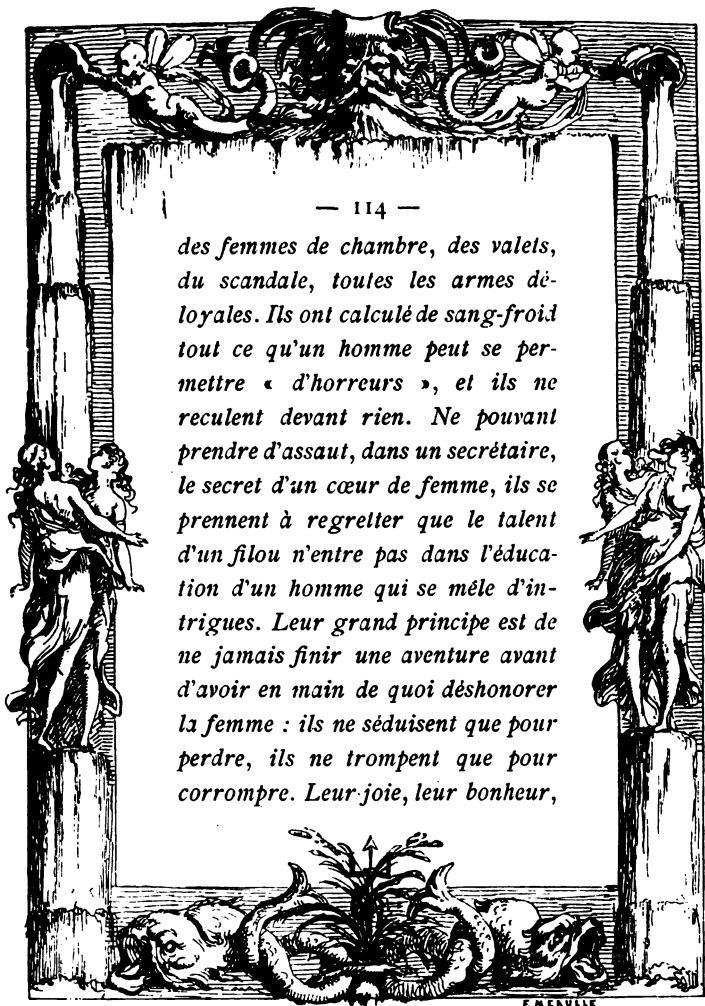 — 114 —
des femmes de chambre, des valets,
du scandale, toutes les armes dé-
loyales. Ils ont calculé de sang-froid
tout ce qu'un homme peut se per-
mettre « d'horreurs », et ils ne
reculent devant rien. Ne pouvant
prendre d'assaut, dans un secrétaire,
le secret d'un cœur de femme, ils se
prennent à regretter que le talent
d'un filou n'entre pas dans l'éduca-
tion d'un homme qui se mêle d'in-
trigues. Leur grand principe est de
ne jamais finir une aventure avant
d'avoir en main de quoi déshonorer
la femme : ils ne séduisent que pour
perdre, ils ne trompent que pour
corrompre. Leur joie, leur bonheur,